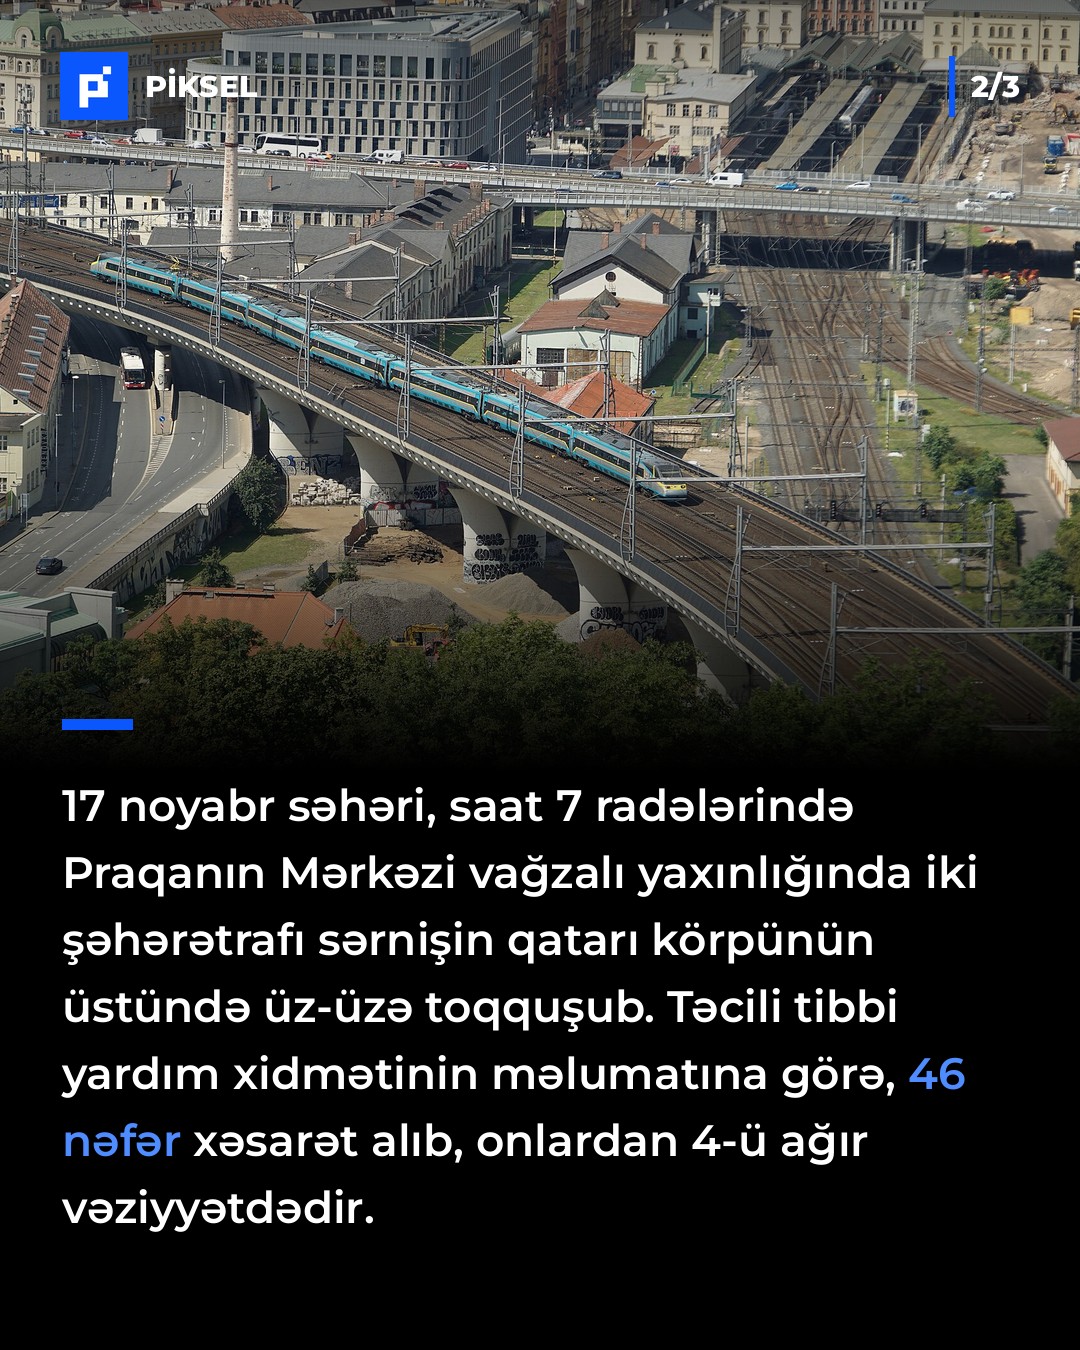 PİKSEL
2/3
17 noyabr səhəri, saat 7 radələrində
Praqanın Mərkəzi vağzalı yaxınlığında iki
şəhərətrafı sərnişin qatarı körpünün
üstündə üz-üzə toqquşub. Təcili tibbi
yardım xidmətinin məlumatına görə, 46
nəfər xəsarət alıb, onlardan 4-ü ağır
vəziyyətdədir.